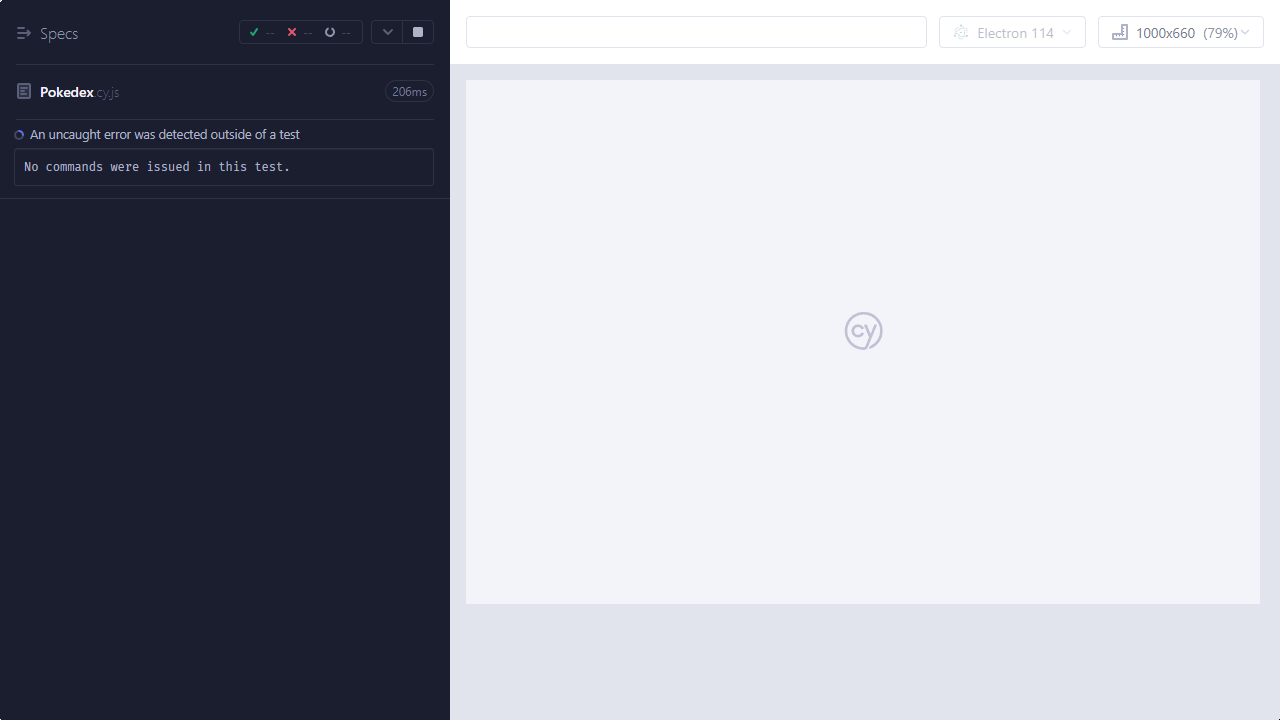 Specs
--
--
--
Electron 114
1000x660 (79%)
Pokedex.cy.js
206ms
An uncaught error was detected outside of a test
No commands were issued in this test.
cy